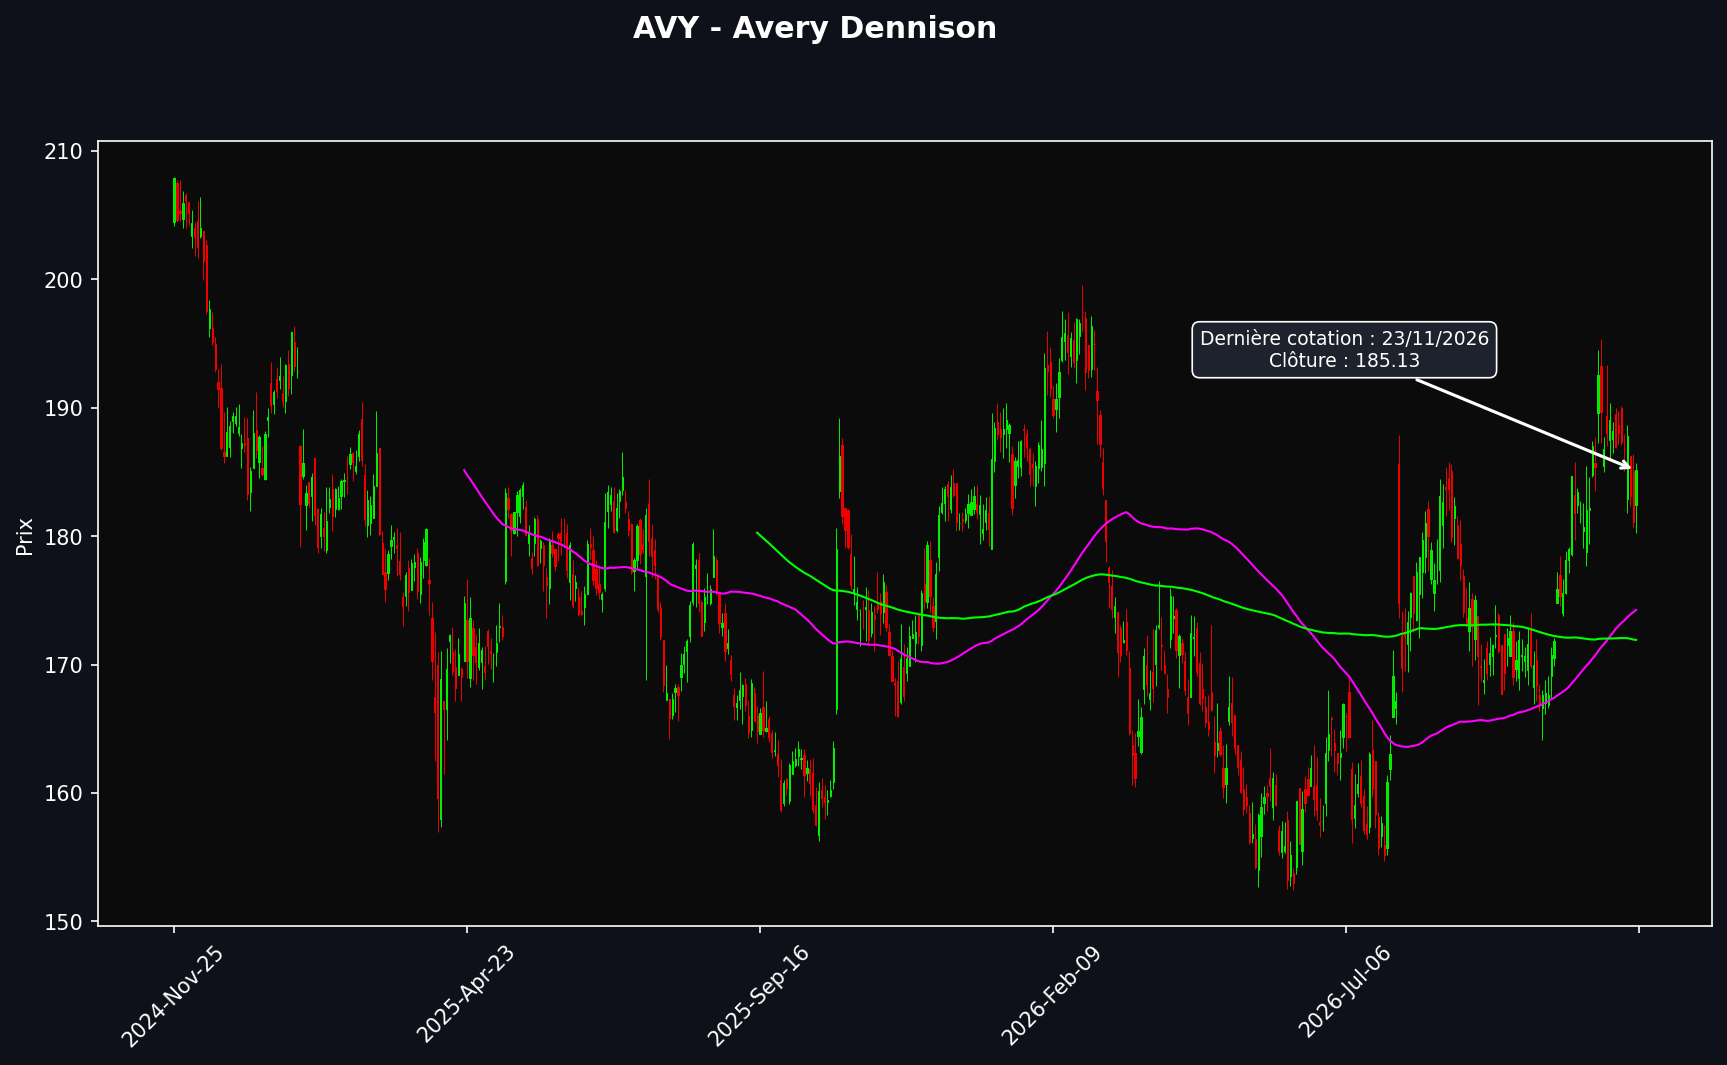 AVY - Avery Dennison
210
200
190
180
170
160
150
Prix
Dernière cotation : 23/11/2026
Clôture : 185.13
2024-Nov-25
2025-Apr-23
2025-Sep-16
2026-Feb-09
2026-Jul-06